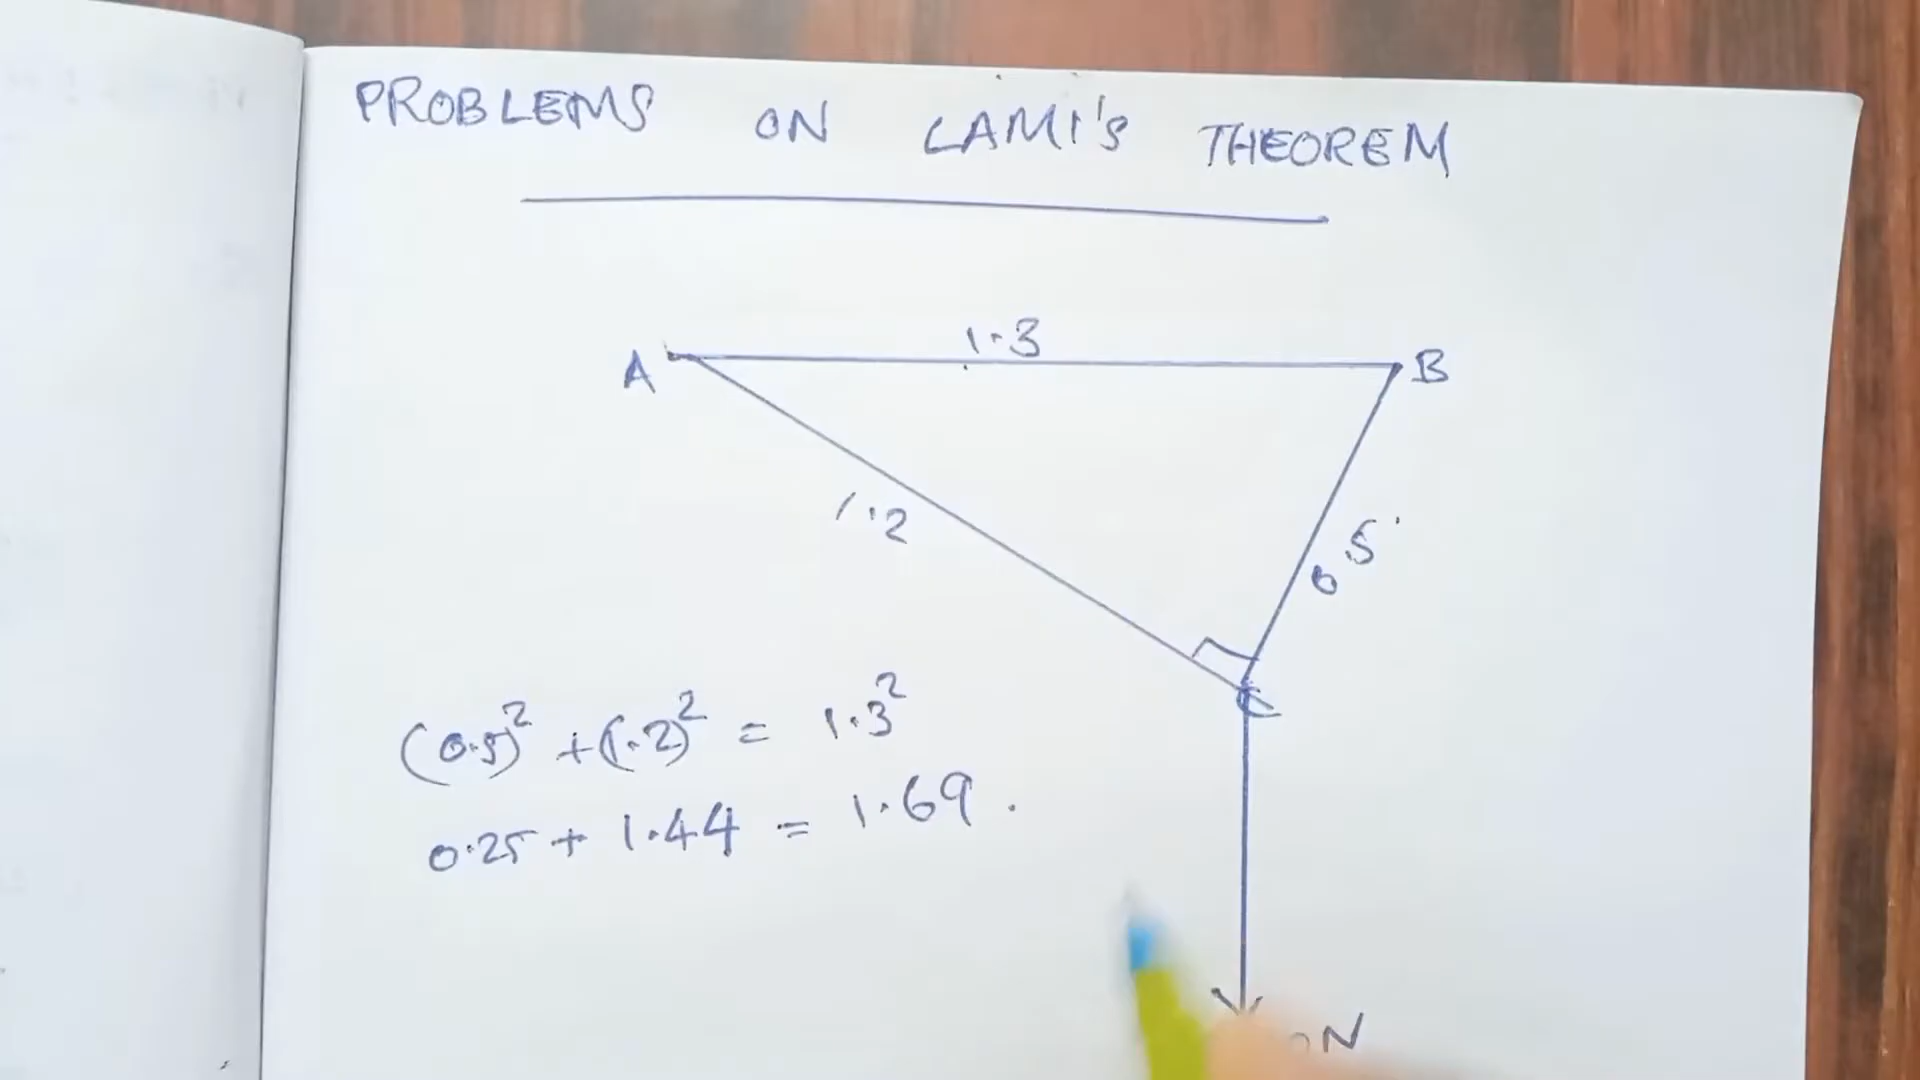 PROBLEMS ON LAMI'S THEOREM
1.3
A
B
1.2
0.5
C
(0.5)² + (1.2)² = 1.3²
0.25 + 1.44 = 1.69.
N